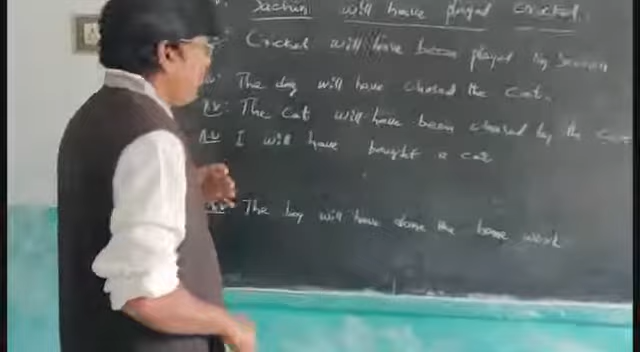 Sachin will have played cricket.
Cricket will have been played by Sachin
The dog will have chased the cat.
P.V: The cat will have been chased by the
A.V I will have bought a car
The boy will have done the home work